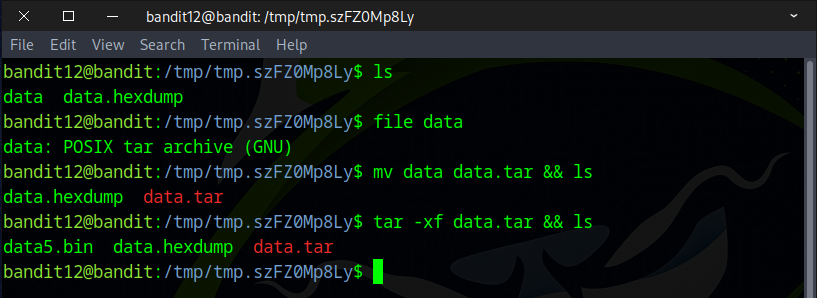 bandit12@bandit: /tmp/tmp.szFZ0Mp8Ly
File Edit View Search Terminal Help
bandit12@bandit:/tmp/tmp.szFZ0Mp8Ly$ ls
data  data.hexdump
bandit12@bandit:/tmp/tmp.szFZ0Mp8Ly$ file data
data: POSIX tar archive (GNU)
bandit12@bandit:/tmp/tmp.szFZ0Mp8Ly$ mv data data.tar && ls
data.hexdump  data.tar
bandit12@bandit:/tmp/tmp.szFZ0Mp8Ly$ tar -xf data.tar && ls
data5.bin  data.hexdump  data.tar
bandit12@bandit:/tmp/tmp.szFZ0Mp8Ly$